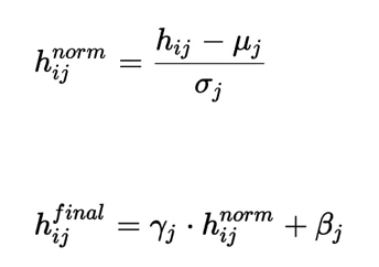 h_{ij}^{norm} = \frac{h_{ij} - \mu_j}{\sigma_j}
h_{ij}^{final} = \gamma_j \cdot h_{ij}^{norm} + \beta_j